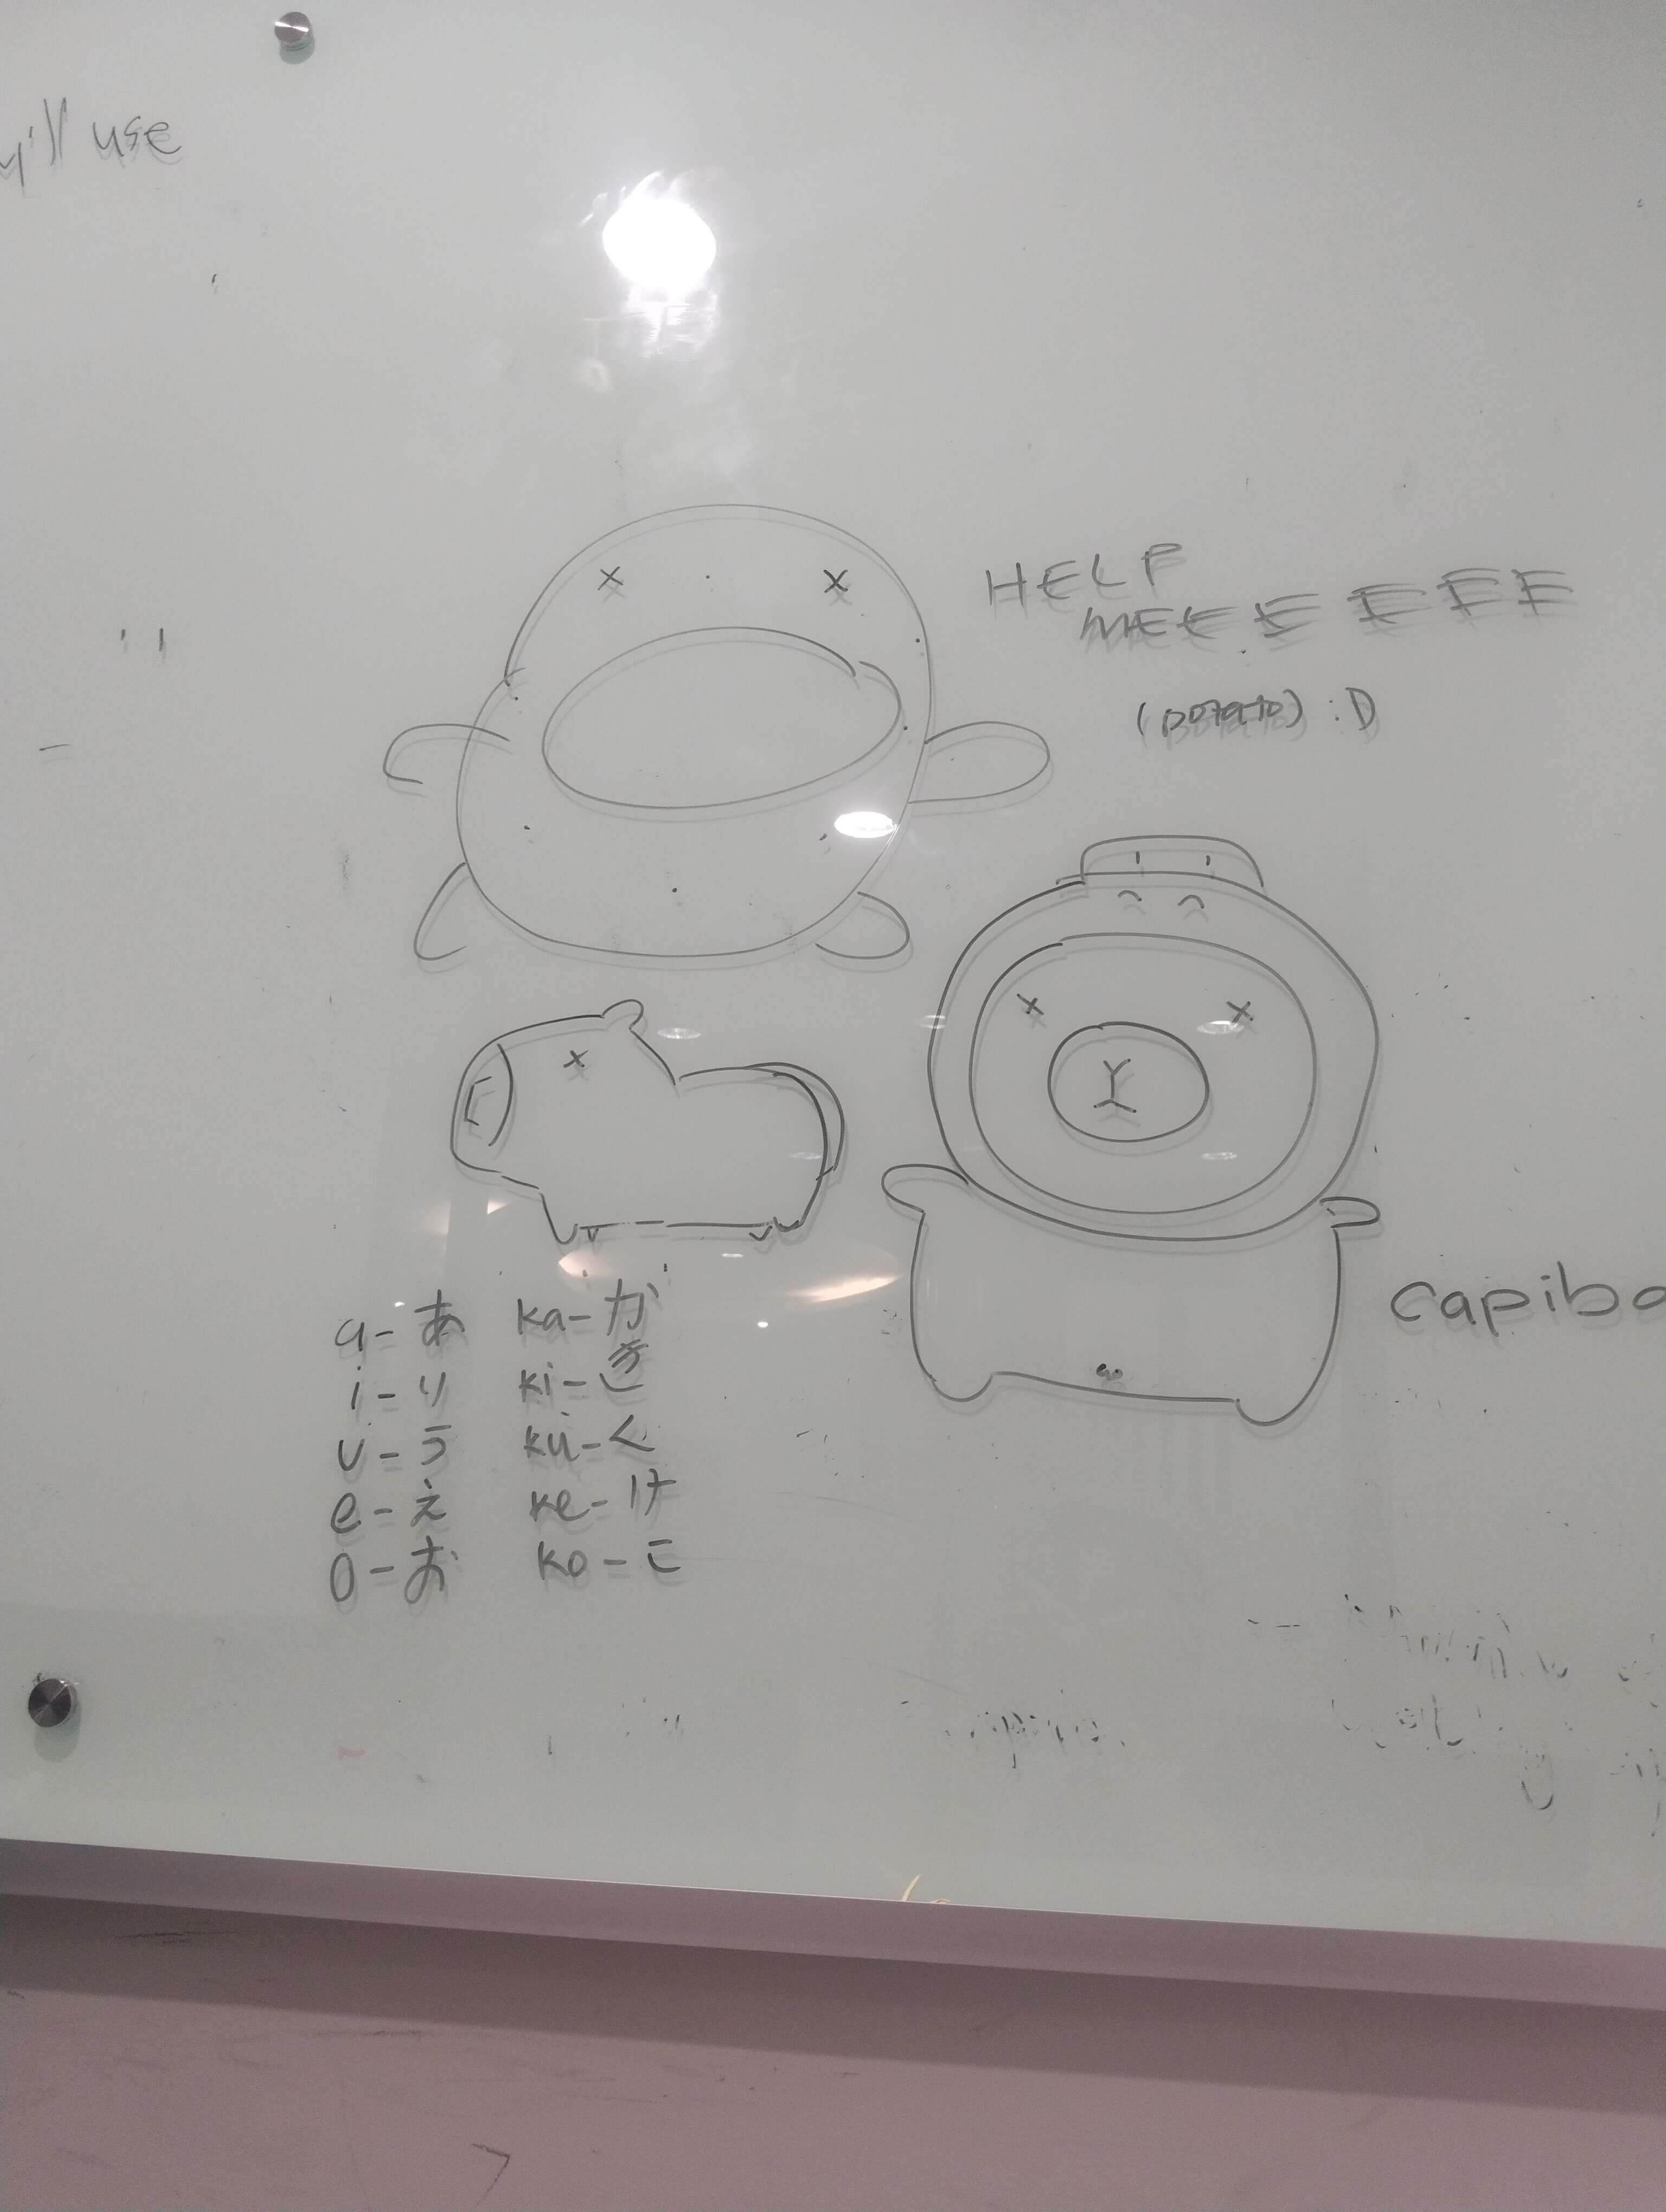 will use
HELP
MEEEEEEE
(potato) :D
capiba
a - あ ka - か
i - り ki - き
u - う ku - く
e - え ke - け
o - お ko - こ